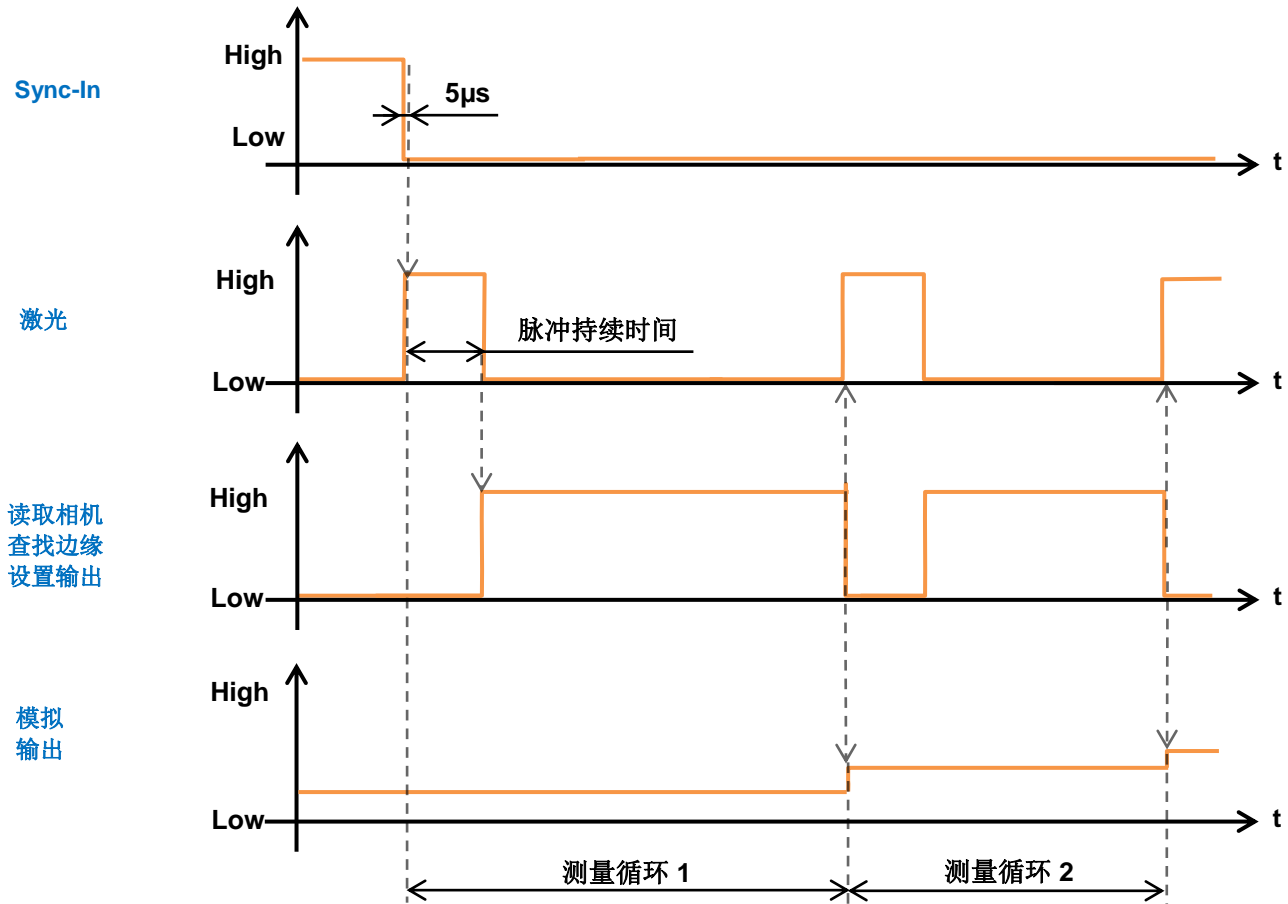 Sync-In
High
5µs
Low
t
激光
High
脉冲持续时间
Low
t
读取相机
查找边缘
设置输出
High
Low
t
模拟
输出
High
Low
t
测量循环 1
测量循环 2